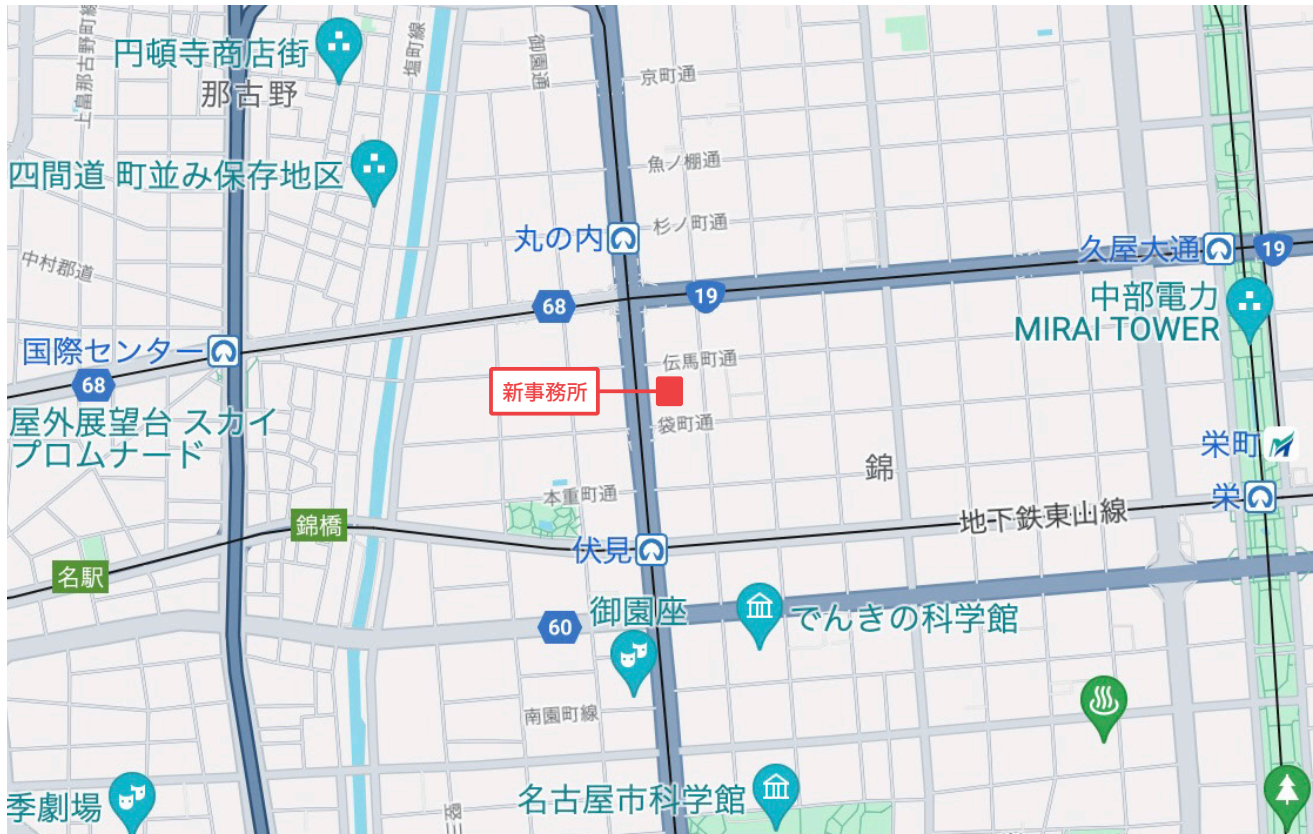 上畠那古野町線
円頓寺商店街
那古野
塩町線
御園通
京町通
四間道 町並み保存地区
魚ノ棚通
杉ノ町通
丸の内
久屋大通
19
中村郡道
中部電力
MIRAI TOWER
68
19
国際センター
68
伝馬町通
新事務所
屋外展望台 スカイ
プロムナード
袋町通
栄町
錦
本重町通
栄
地下鉄東山線
錦橋
伏見
名駅
60
御園座
でんきの科学館
南園町線
名古屋市科学館
季劇場